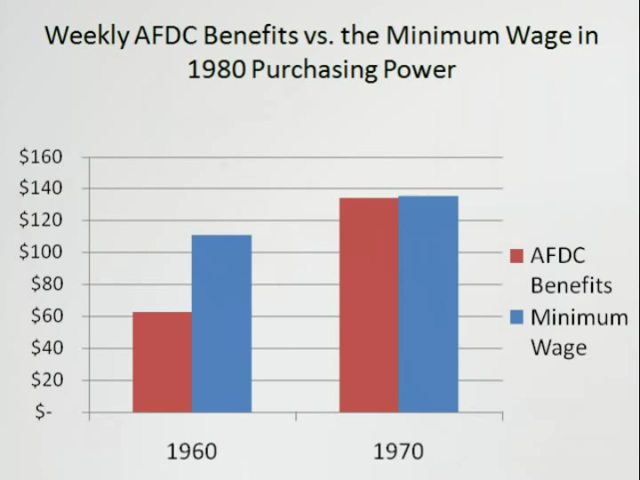 Weekly AFDC Benefits vs. the Minimum Wage in
1980 Purchasing Power
$160
$140
$120
$100
$80
$60
$40
$20
$-
1960
1970
AFDC
Benefits
Minimum
Wage